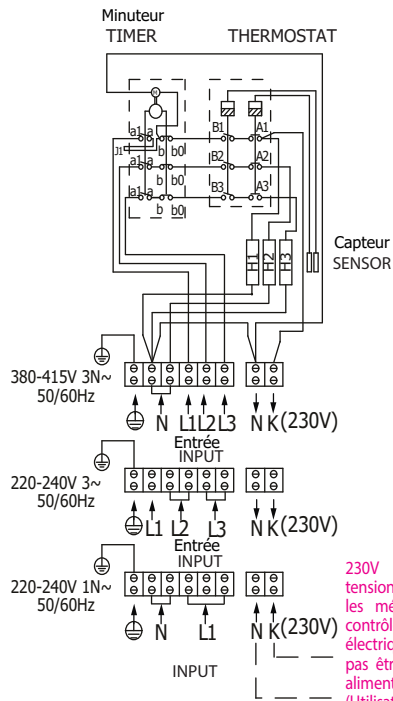 Minuteur
TIMER THERMOSTAT
M
a1 a B1 A1
J1 b b0
a1 a B2 A2
b b0
a1 a B3 A3
b b0
H1 H2 H3
Capteur
SENSOR
380-415V 3N~
50/60Hz
N L1 L2 L3 N K(230V)
Entrée
INPUT
220-240V 3~
50/60Hz
L1 L2 L3 N K(230V)
Entrée
INPUT
220-240V 1N~
50/60Hz
N L1 N K(230V)
INPUT
230V
tension
les mé
contrôl
électric
pas êtr
alimen
(Utilisat